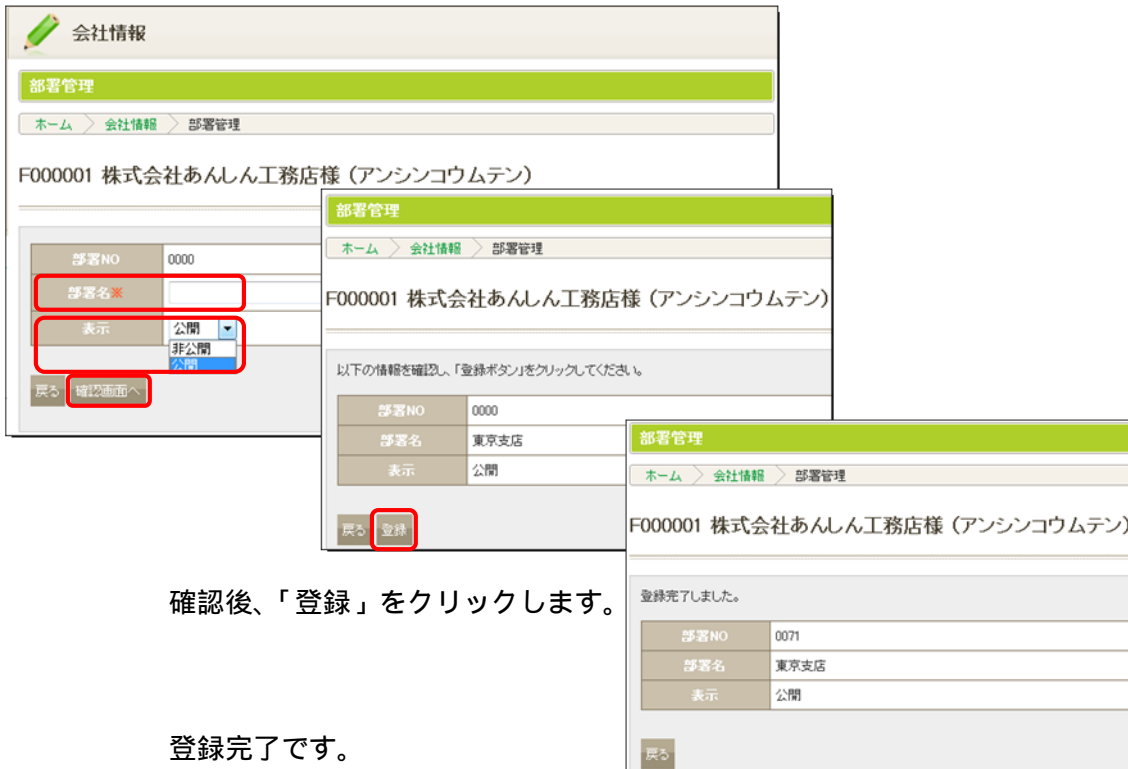 会社情報
部署管理
ホーム 会社情報 部署管理
F000001 株式会社あんしん工務店様（アンシンコウムテン）
部署NO 0000
部署名※
表示 公開
非公開
公開
戻る 確認画面へ
部署管理
ホーム 会社情報 部署管理
F000001 株式会社あんしん工務店様（アンシンコウムテン）
以下の情報を確認し、「登録ボタン」をクリックしてください。
部署NO 0000
部署名 東京支店
表示 公開
戻る 登録
確認後、「登録」をクリックします。
部署管理
ホーム 会社情報 部署管理
F000001 株式会社あんしん工務店様（アンシンコウムテン）
登録完了しました。
部署NO 0071
部署名 東京支店
表示 公開
戻る
登録完了です。